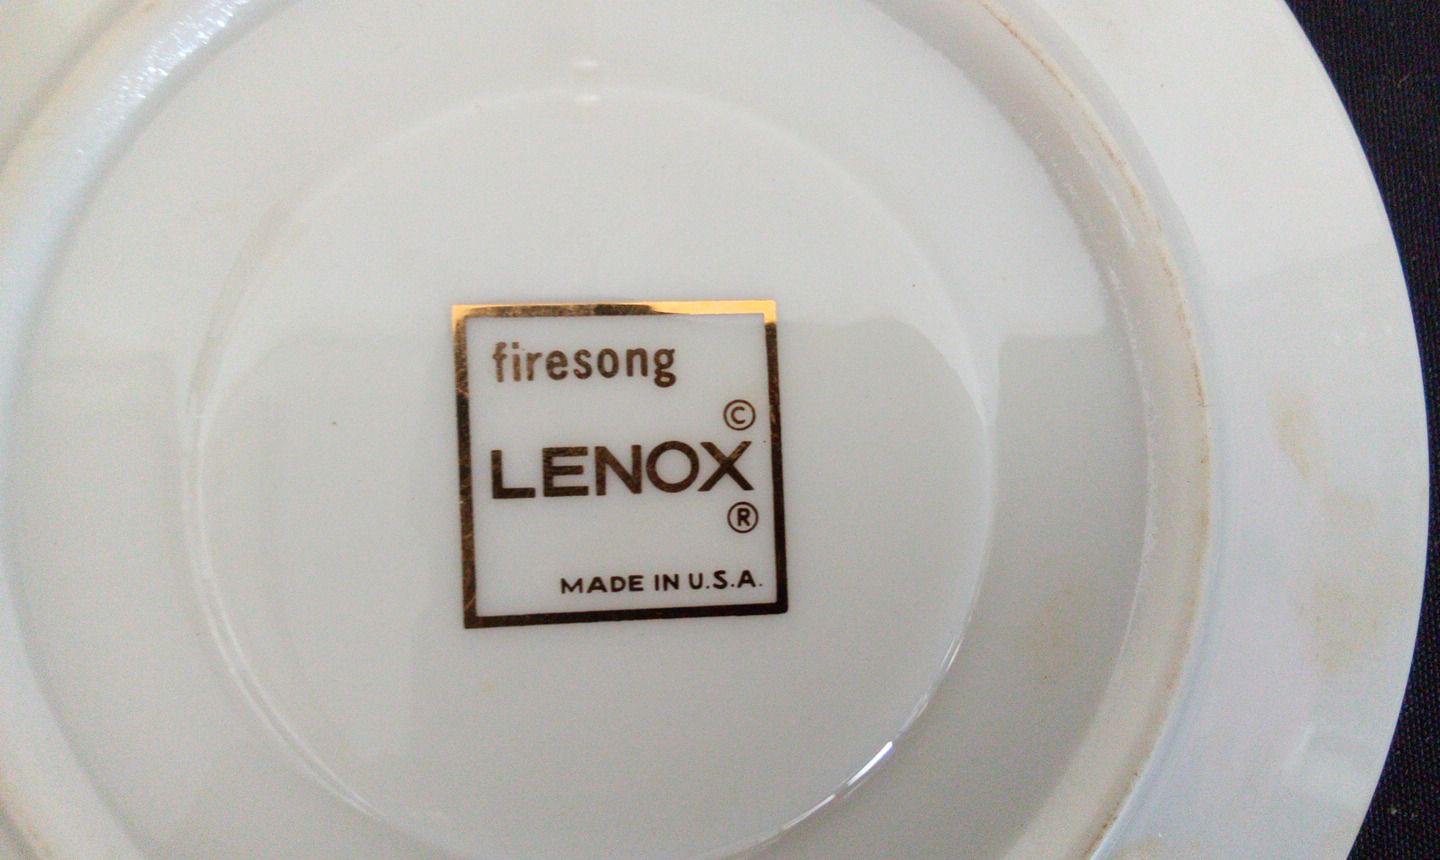 firesong
©
LENOX
®
MADE IN U.S.A.